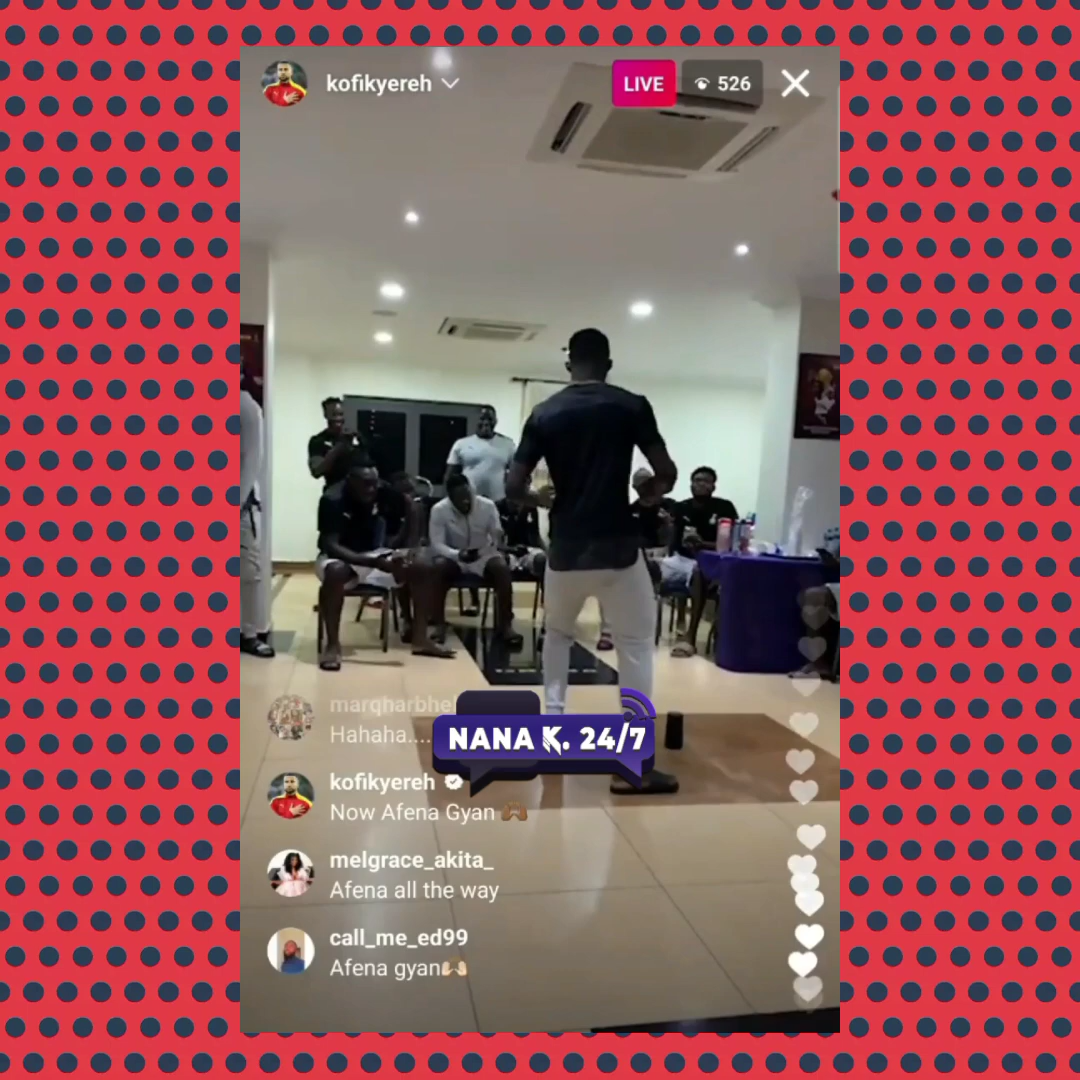 kofikyereh
LIVE
526
marqharbhe
Hahaha....
NANA K. 24/7
kofikyereh
Now Afena Gyan 🙌🏾
melgrace_akita_
Afena all the way
call_me_ed99
Afena gyan🙌🏼